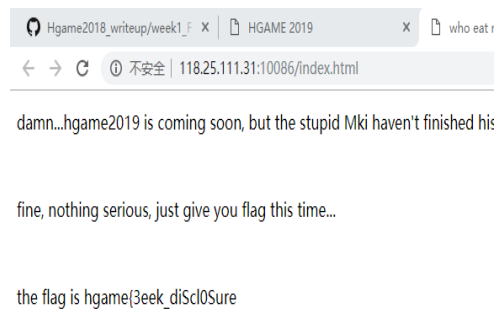 Hgame2018_writeup/week1_F
HGAME 2019
who eat
不安全 | 118.25.111.31:10086/index.html
damn...hgame2019 is coming soon, but the stupid Mki haven't finished his
fine, nothing serious, just give you flag this time...
the flag is hgame{3eek_diScl0Sure